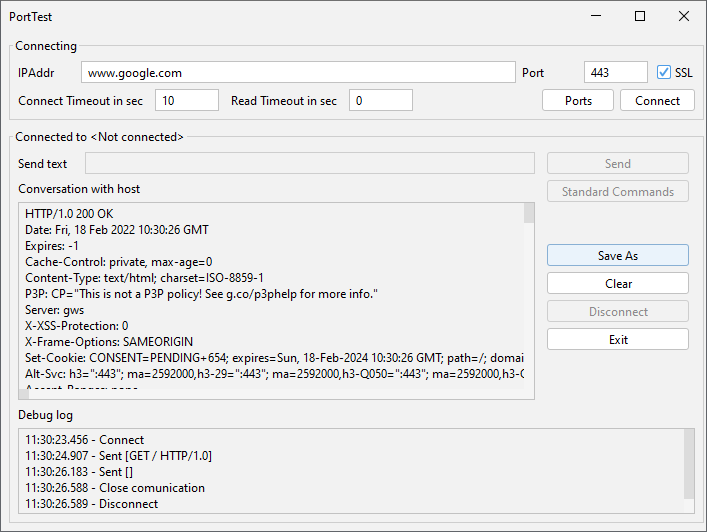 PortTest
Connecting
IPAddr www.google.com Port 443 SSL
Connect Timeout in sec 10 Read Timeout in sec 0 Ports Connect
Connected to <Not connected>
Send text Send
Conversation with host Standard Commands
HTTP/1.0 200 OK
Date: Fri, 18 Feb 2022 10:30:26 GMT
Expires: -1
Cache-Control: private, max-age=0
Content-Type: text/html; charset=ISO-8859-1
P3P: CP="This is not a P3P policy! See g.co/p3phelp for more info."
Server: gws
X-XSS-Protection: 0
X-Frame-Options: SAMEORIGIN
Set-Cookie: CONSENT=PENDING+654; expires=Sun, 18-Feb-2024 10:30:26 GMT; path=/; domai
Alt-Svc: h3=":443"; ma=2592000,h3-29=":443"; ma=2592000,h3-Q050=":443"; ma=2592000,h3-Q
Accept-Ranges: none
Save As
Clear
Disconnect
Exit
Debug log
11:30:23.456 - Connect
11:30:24.907 - Sent [GET / HTTP/1.0]
11:30:26.183 - Sent []
11:30:26.588 - Close comunication
11:30:26.589 - Disconnect